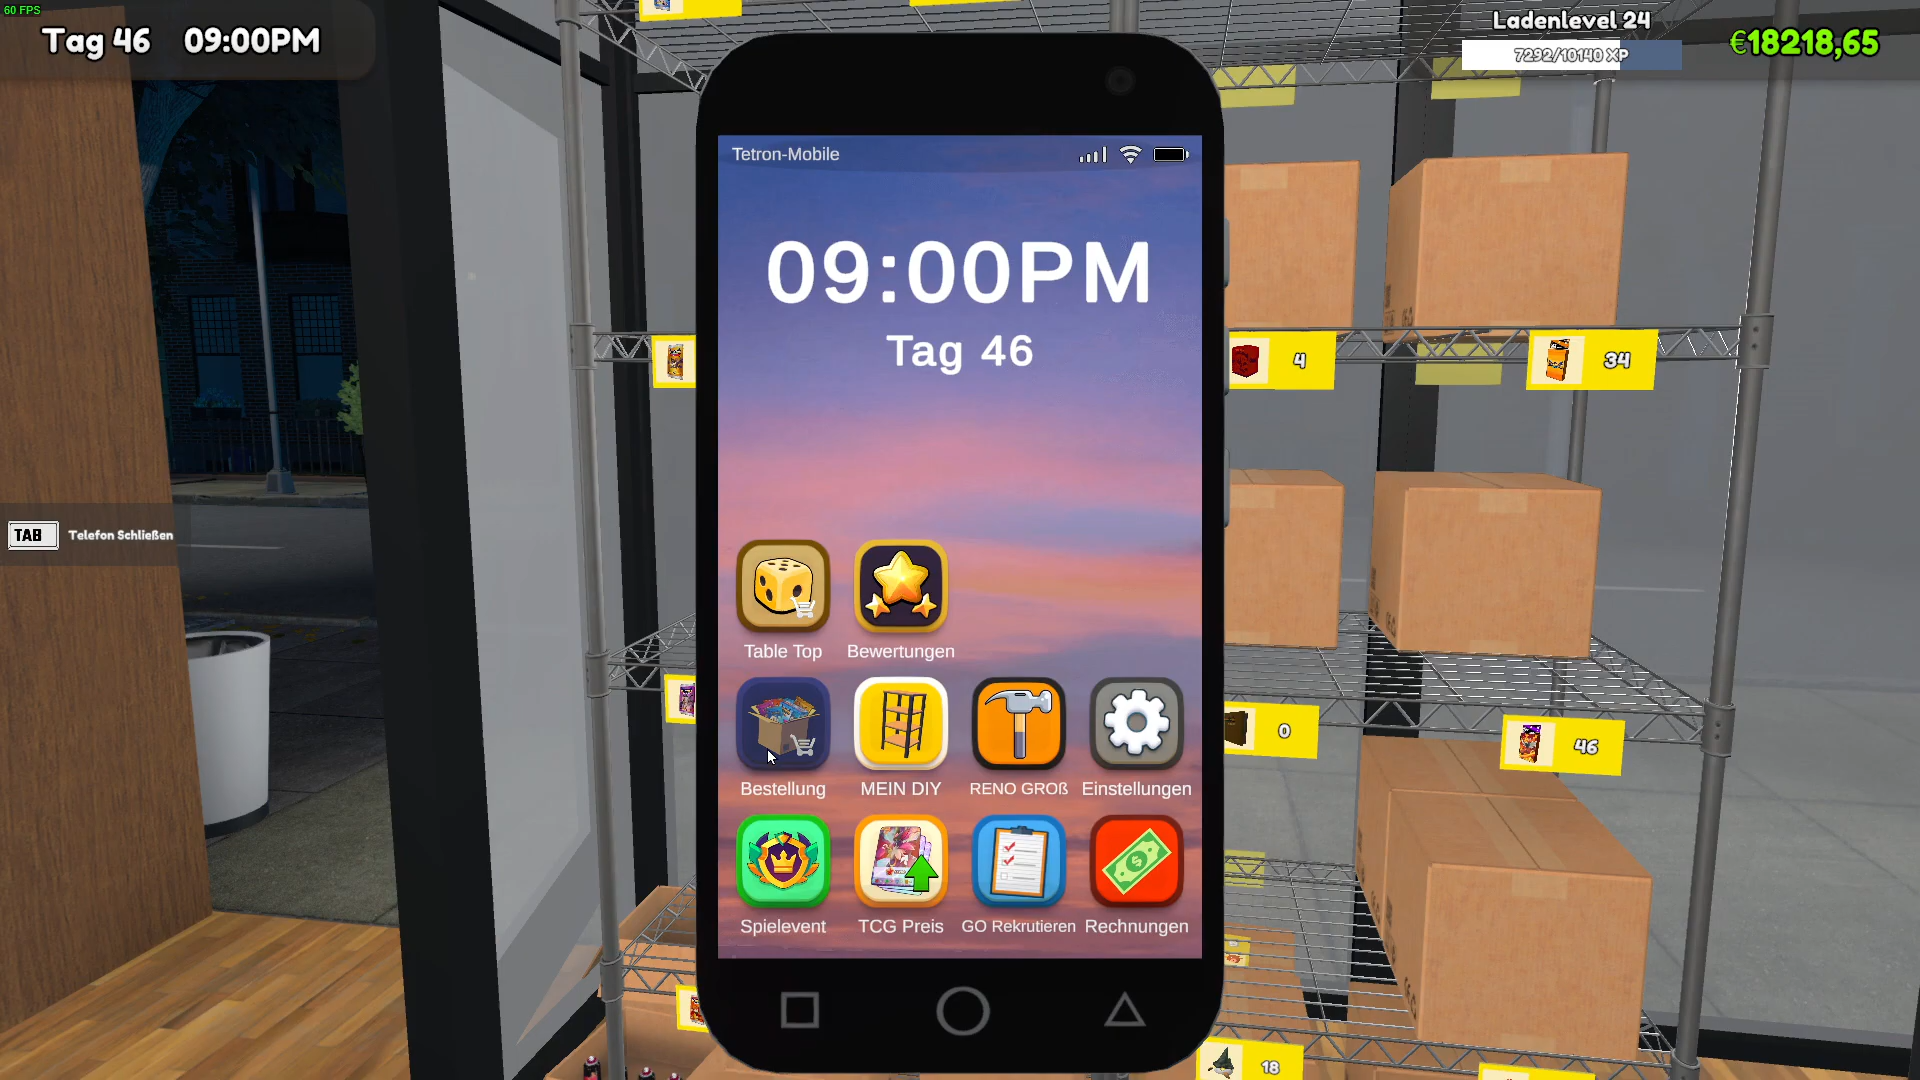 60 FPS
Tag 46 09:00PM
Ladenlevel 24
7292/10140 XP
€18218,65
Tetron-Mobile
09:00PM
Tag 46
4
34
TAB Telefon Schließen
Table Top Bewertungen
0
46
Bestellung MEIN DIY RENO GROß Einstellungen
Spielevent TCG Preis GO Rekrutieren Rechnungen
18